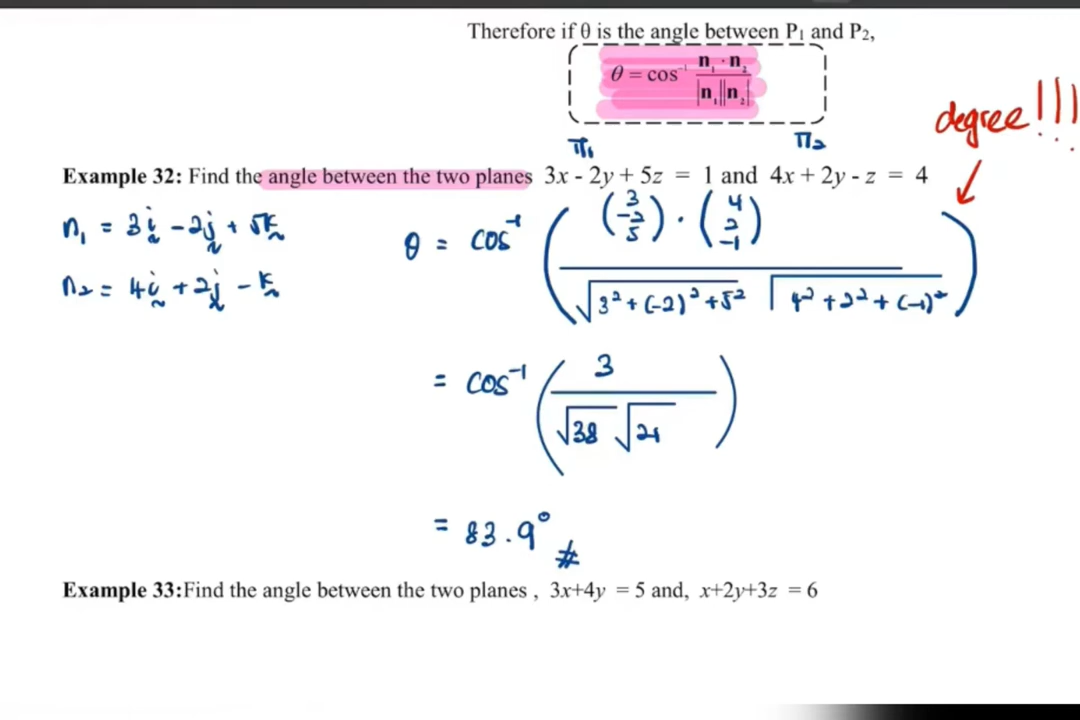 Therefore if θ is the angle between P₁ and P₂,
θ = cos⁻¹ n₁ · n₂ / |n₁||n₂|
degree!!!
π₁ π₂
Example 32: Find the angle between the two planes 3x - 2y + 5z = 1 and 4x + 2y - z = 4
n₁ = 3i - 2j + 5k
n₂ = 4i + 2j - k
θ = cos⁻¹ ( (3 -2 5) · (4 2 -1) / √3² + (-2)² + 5² √4² + 2² + (-1)² )
= cos⁻¹ ( 3 / √38 √21 )
= 83.9° #
Example 33:Find the angle between the two planes , 3x+4y = 5 and, x+2y+3z = 6